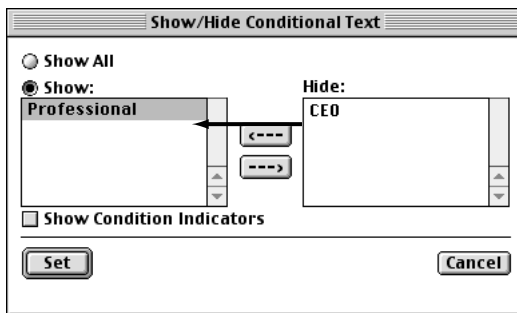 Show/Hide Conditional Text
Show All
Show:
Hide:
Professional
CEO
<---
--->
Show Condition Indicators
Set
Cancel